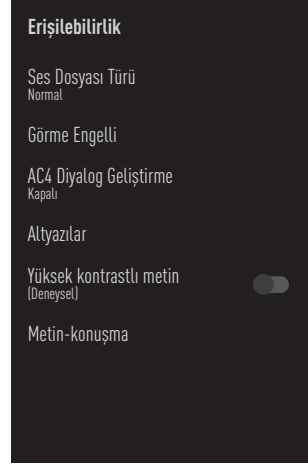 Erişilebilirlik
Ses Dosyası Türü
Normal
Görme Engelli
AC4 Diyalog Geliştirme
Kapalı
Altyazılar
Yüksek kontrastlı metin
(Deneysel)
Metin-konuşma